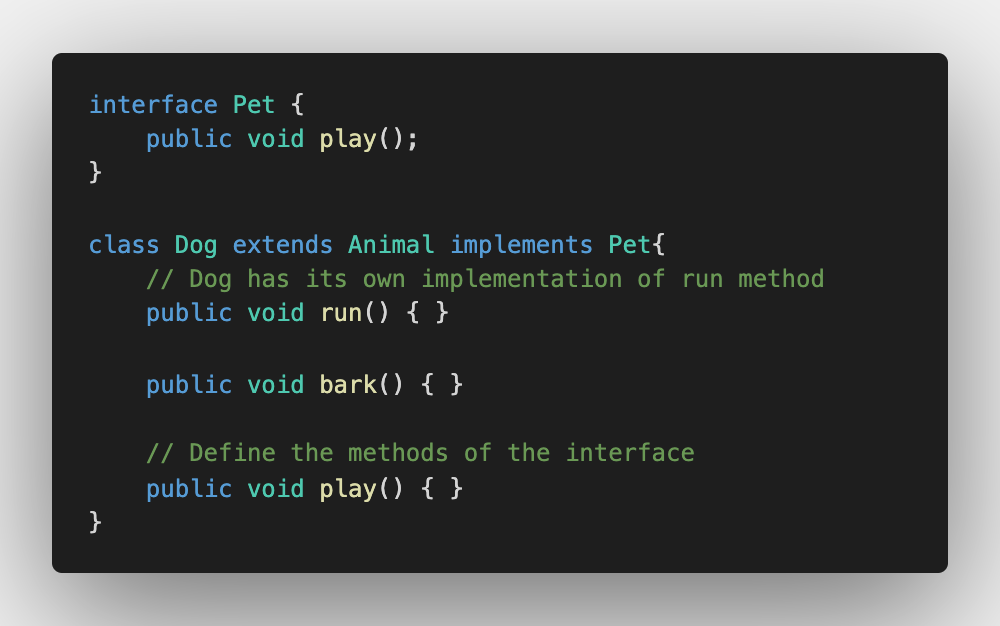 interface Pet {
    public void play();
}
class Dog extends Animal implements Pet{
    // Dog has its own implementation of run method
    public void run() { }
    public void bark() { }
    // Define the methods of the interface
    public void play() { }
}